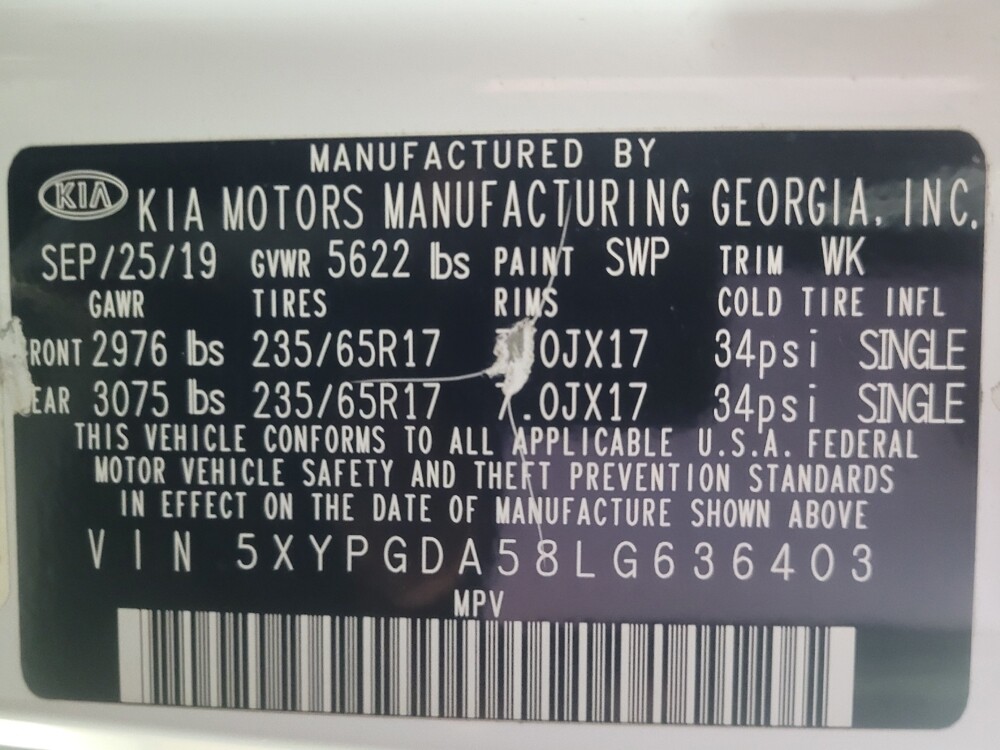 MANUFACTURED BY
KIA KIA MOTORS MANUFACTURING GEORGIA, INC.
SEP/25/19 GVWR 5622 lbs PAINT SWP TRIM WK
GAWR TIRES RIMS COLD TIRE INFL
2976 lbs 235/65R17 .0JX17 34psi SINGLE
3075 lbs 235/65R17 7.0JX17 34psi SINGLE
THIS VEHICLE CONFORMS TO ALL APPLICABLE U.S.A. FEDERAL
MOTOR VEHICLE SAFETY AND THEFT PREVENTION STANDARDS
IN EFFECT ON THE DATE OF MANUFACTURE SHOWN ABOVE
VIN 5XYPGDA58LG636403
MPV